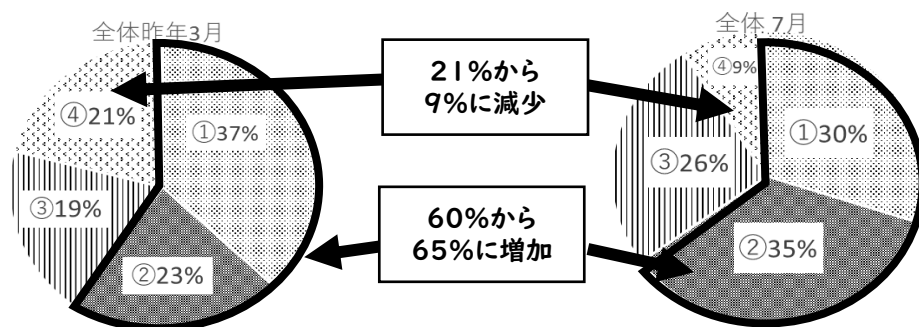 全体昨年3月
④21%
①37%
③19%
②23%
21%から
9%に減少
60%から
65%に増加
全体 7月
④9%
①30%
③26%
②35%